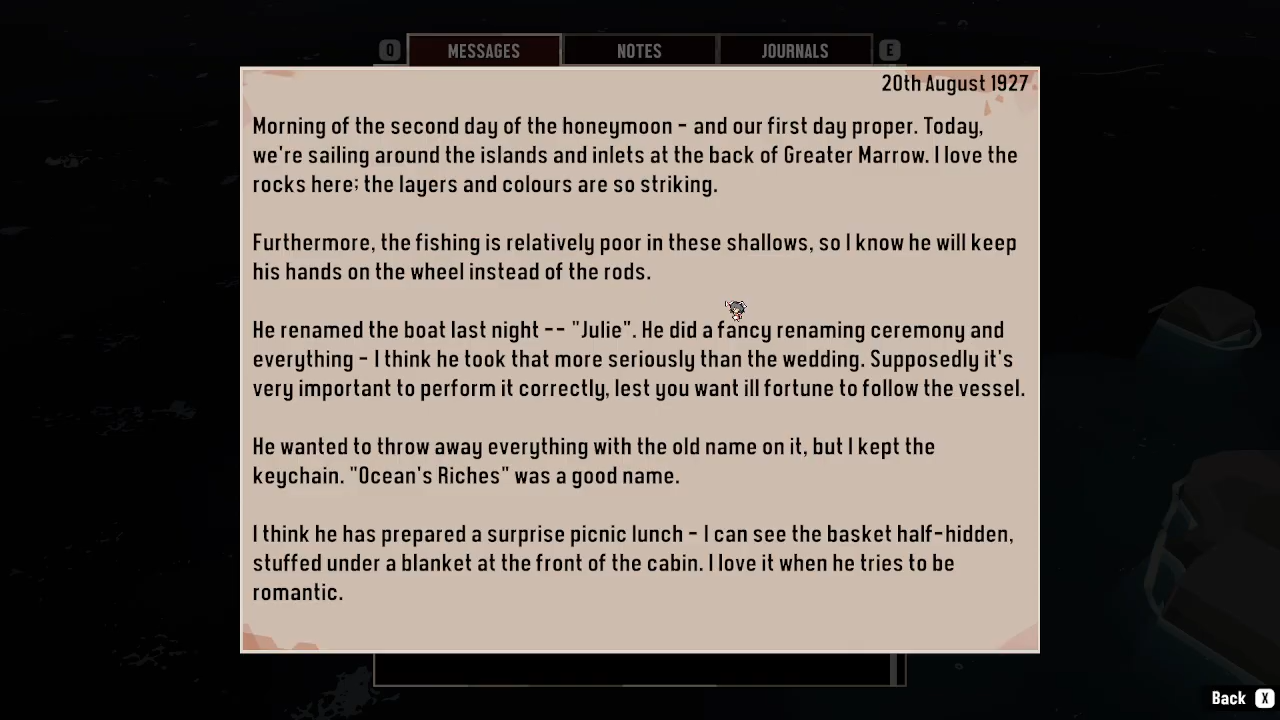 Q MESSAGES NOTES JOURNALS E
20th August 1927
Morning of the second day of the honeymoon - and our first day proper. Today,
we're sailing around the islands and inlets at the back of Greater Marrow. I love the
rocks here; the layers and colours are so striking.
Furthermore, the fishing is relatively poor in these shallows, so I know he will keep
his hands on the wheel instead of the rods.
He renamed the boat last night -- "Julie". He did a fancy renaming ceremony and
everything - I think he took that more seriously than the wedding. Supposedly it's
very important to perform it correctly, lest you want ill fortune to follow the vessel.
He wanted to throw away everything with the old name on it, but I kept the
keychain. "Ocean's Riches" was a good name.
I think he has prepared a surprise picnic lunch - I can see the basket half-hidden,
stuffed under a blanket at the front of the cabin. I love it when he tries to be
romantic.
Back X